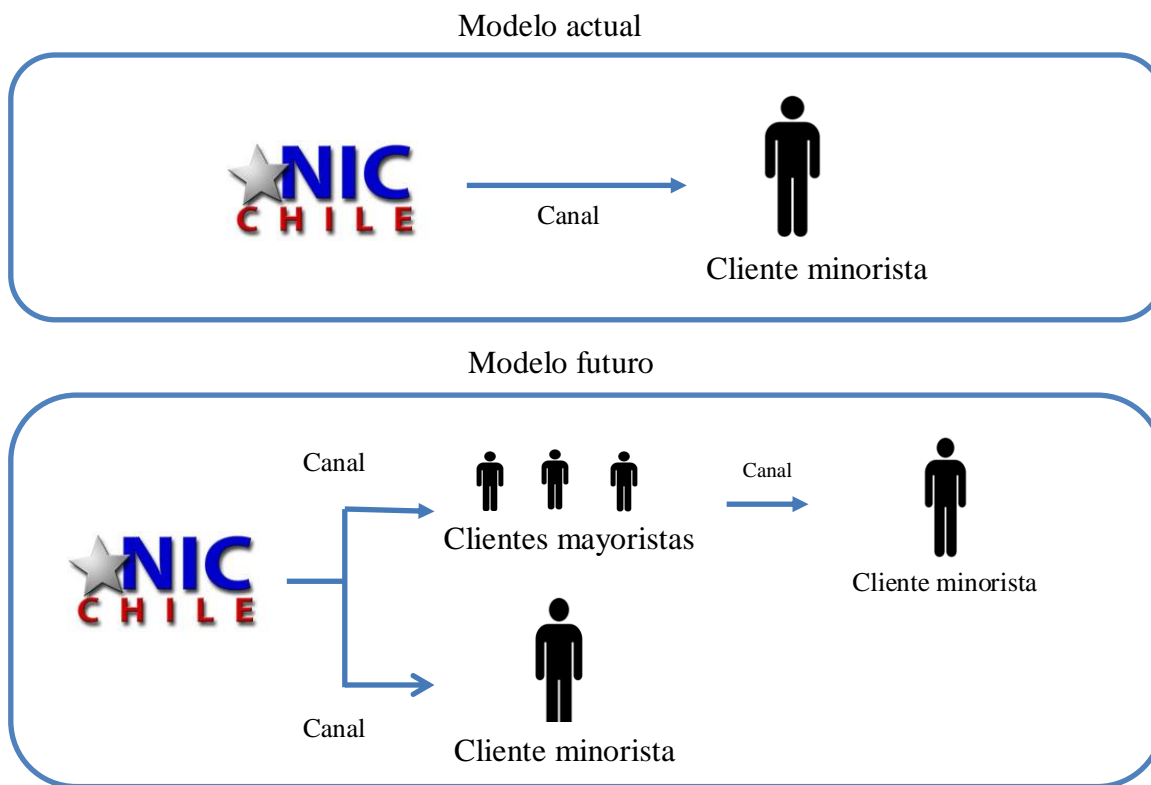 Modelo actual
NIC
CHILE
Canal
Cliente minorista
Modelo futuro
Canal
Canal
Clientes mayoristas
NIC
CHILE
Cliente minorista
Canal
Cliente minorista